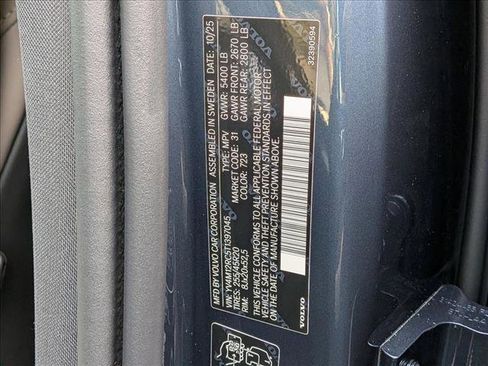 MFD BY VOLVO CAR CORPORATION ASSEMBLED IN SWEDEN DATE: 10/25
GVWR: 5400 LB
GAWR FRONT: 2670 LB
GAWR REAR: 2800 LB
TYPE: MPV
MARKET CODE: 31
COLOR: 723
VIN: YV4M12RC5T1397045
TIRES: 255/45R20
RIM: 8Jx20x52,5
THIS VEHICLE CONFORMS TO ALL APPLICABLE FEDERAL MOTOR
VEHICLE SAFETY AND THEFT PREVENTION STANDARDS IN EFFECT
ON THE DATE OF MANUFACTURE SHOWN ABOVE.
32390594
VOLVO